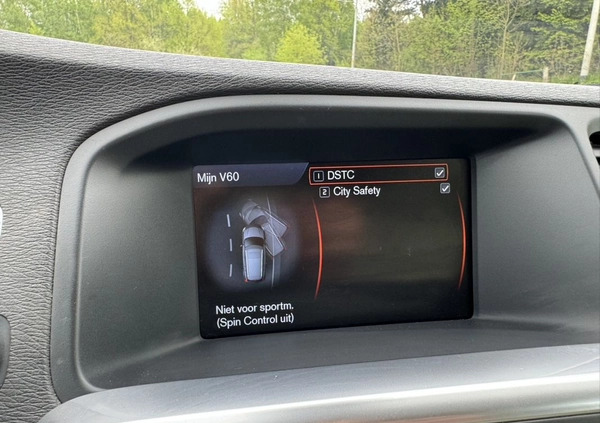 Mijn V60
1 DSTC
2 City Safety
Niet voor sportm.
(Spin Control uit)